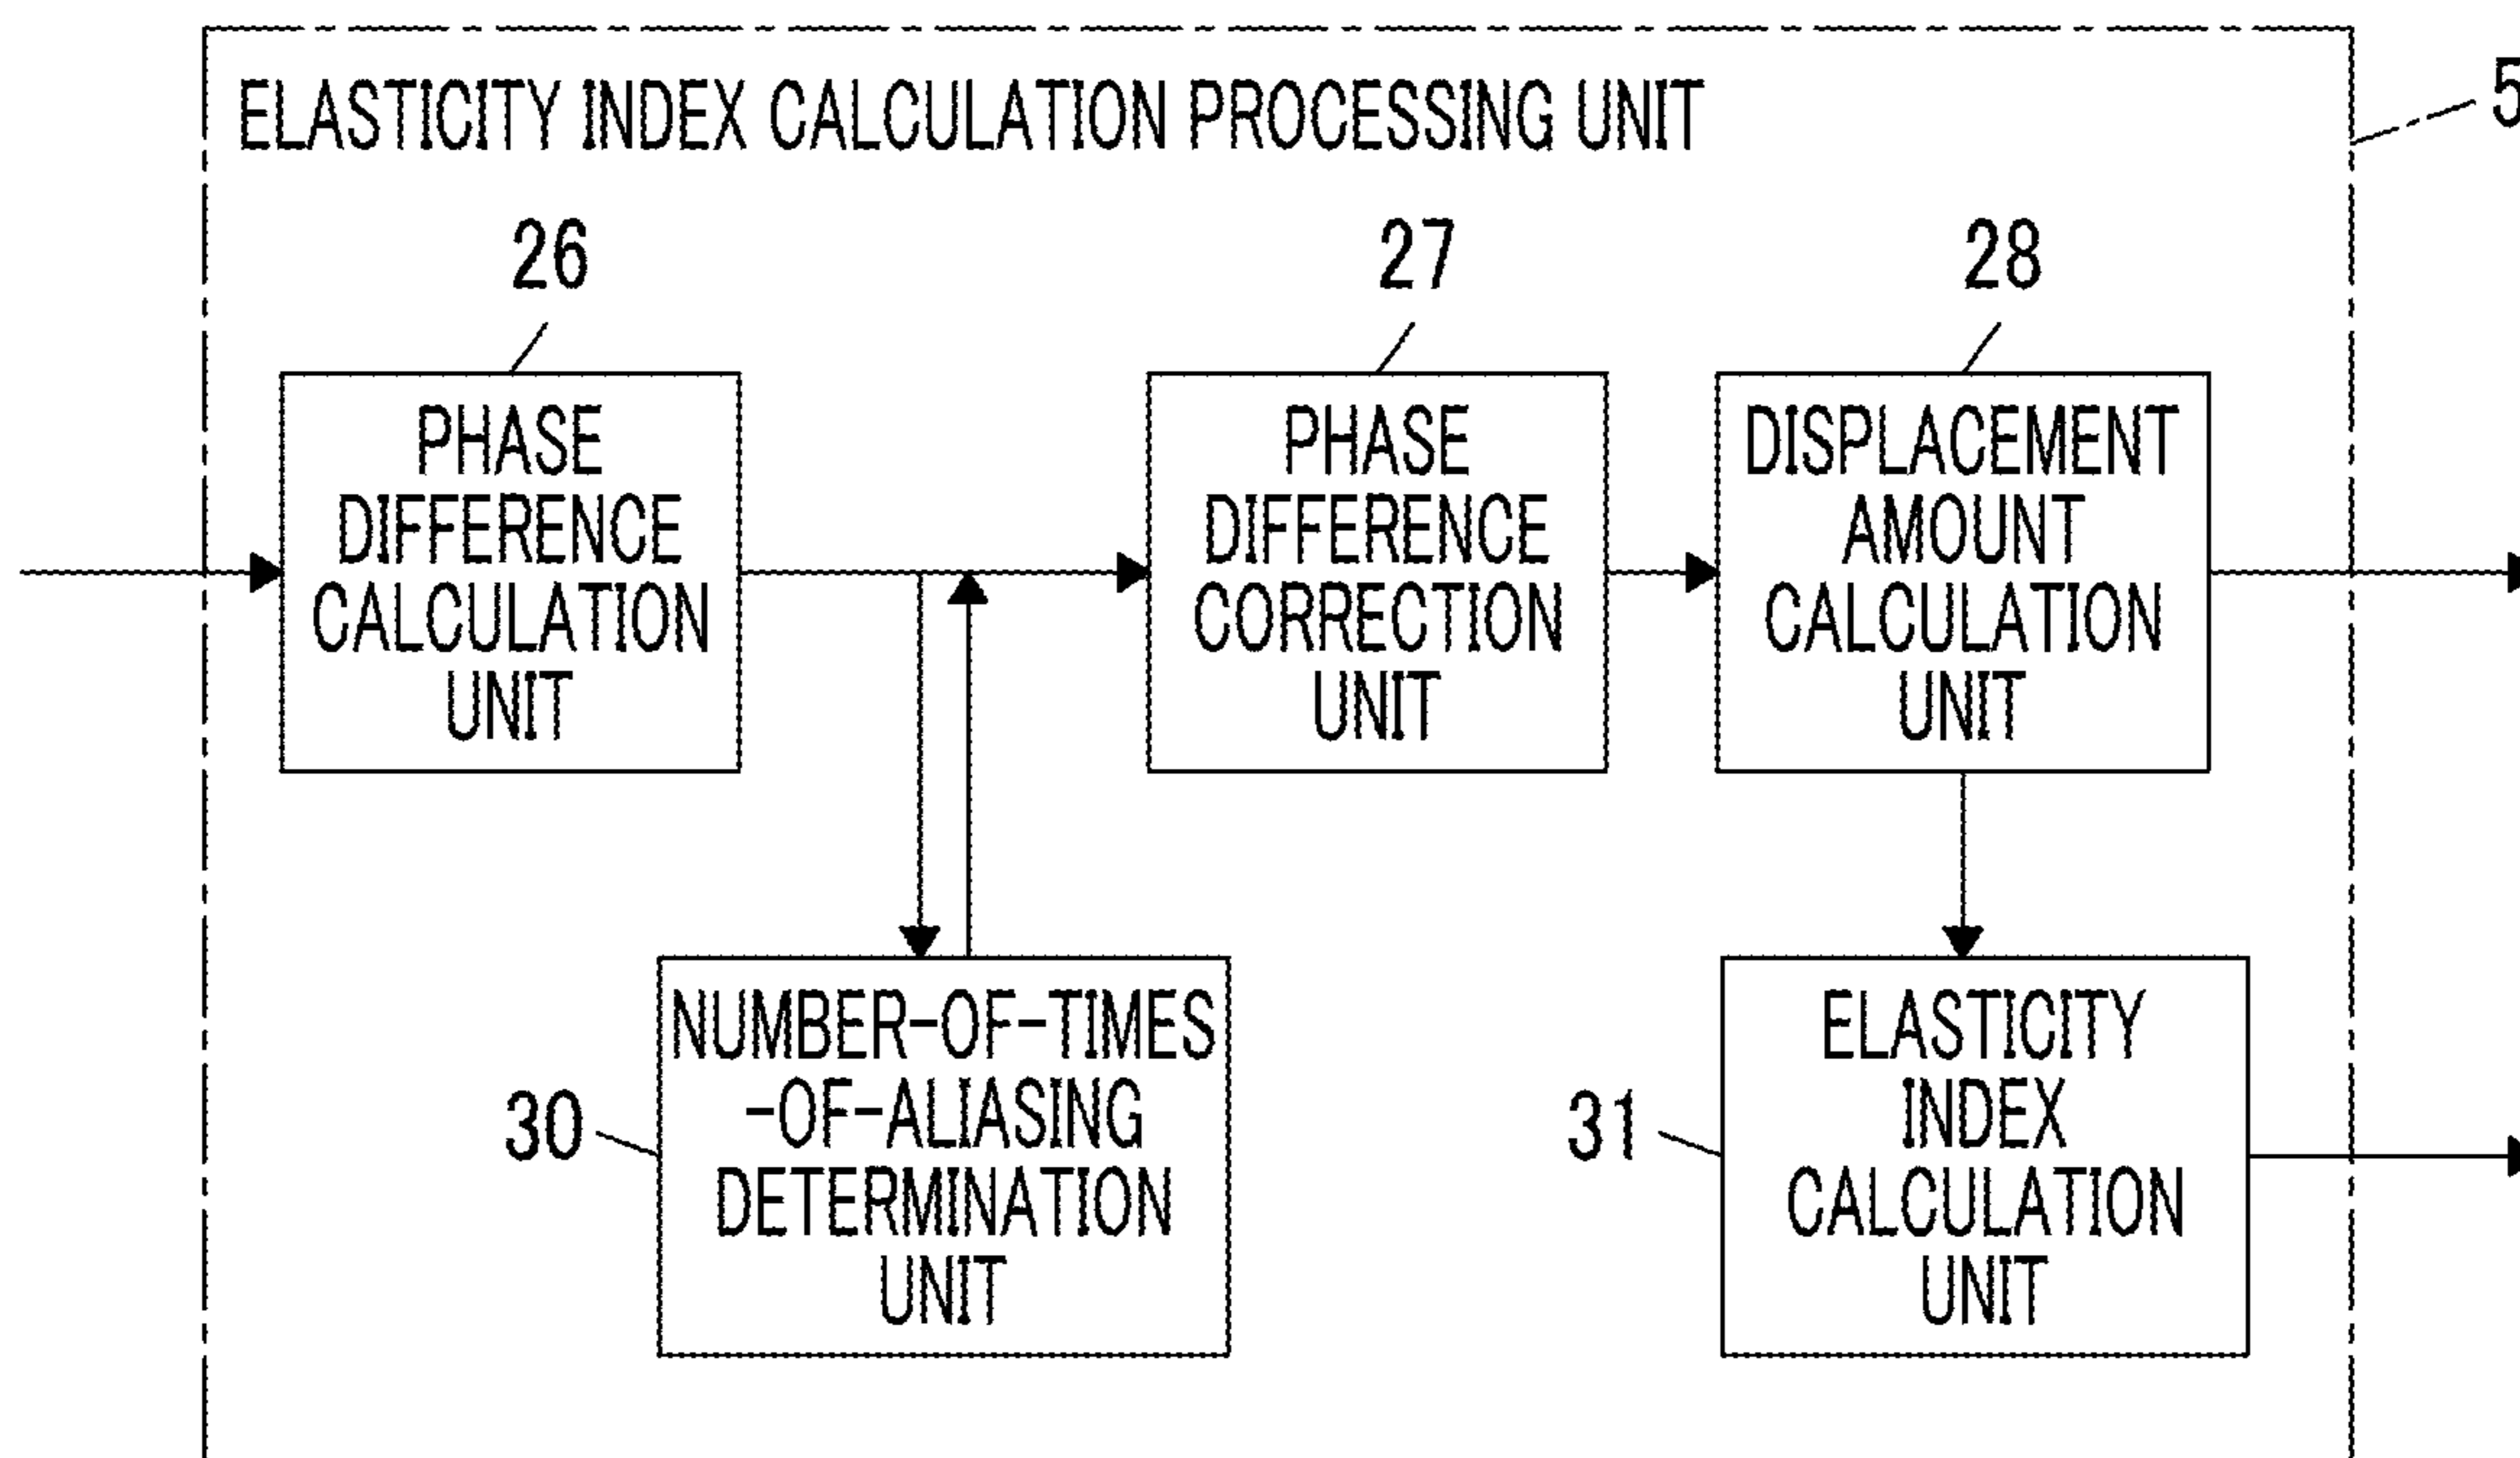 ELASTICITY INDEX CALCULATION PROCESSING UNIT
5
26
27
28
PHASE
DIFFERENCE
CALCULATION
UNIT
PHASE
DIFFERENCE
CORRECTION
UNIT
DISPLACEMENT
AMOUNT
CALCULATION
UNIT
30
NUMBER-OF-TIMES
-OF-ALIASING
DETERMINATION
UNIT
31
ELASTICITY
INDEX
CALCULATION
UNIT